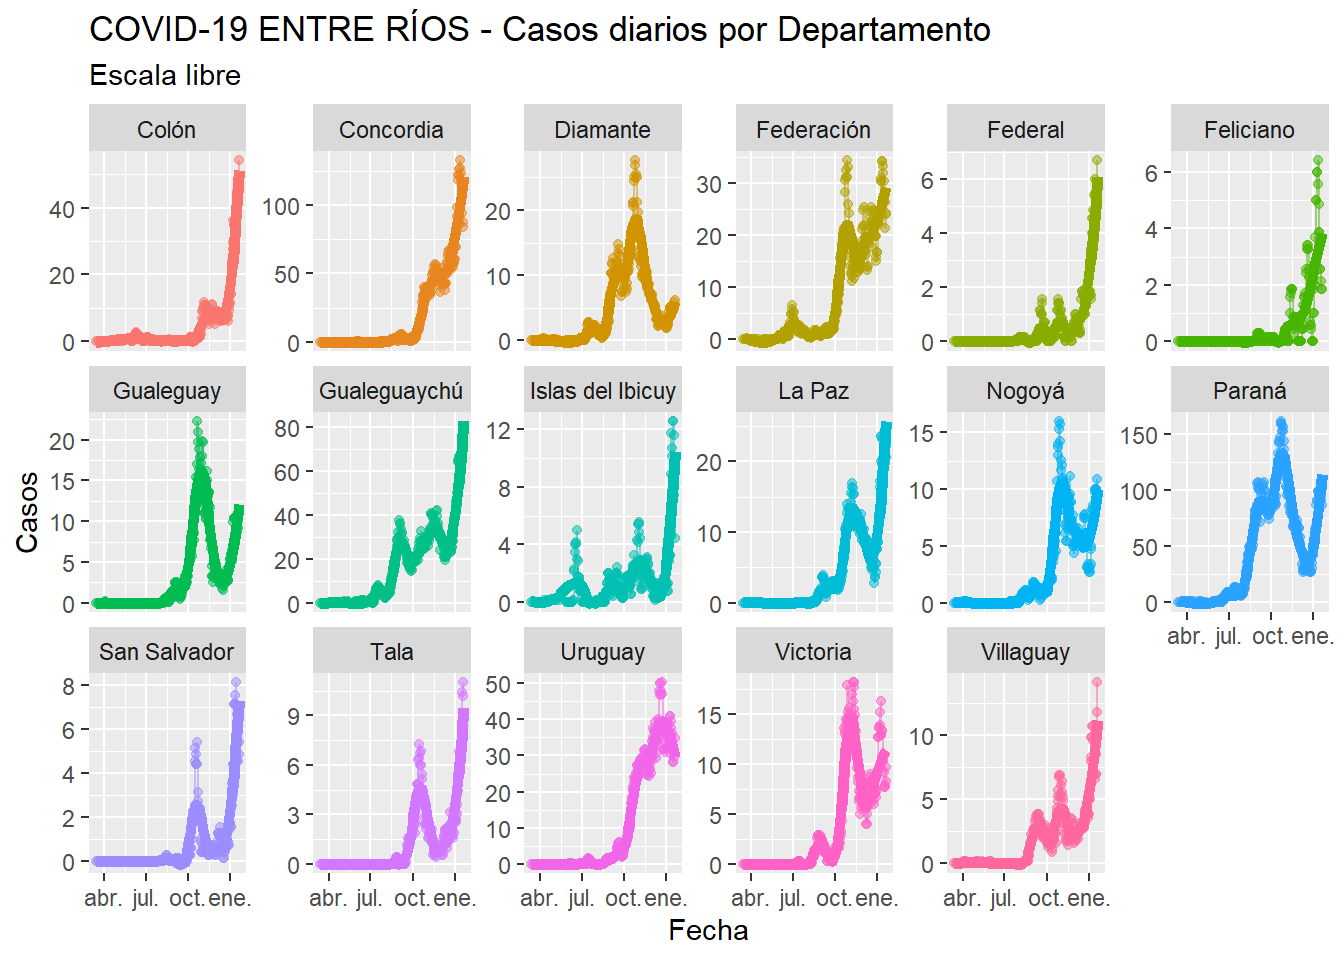 COVID-19 ENTRE RÍOS - Casos diarios por Departamento
Escala libre
Colón
Concordia
Diamante
Federación
Federal
Feliciano
40
20
0
100
50
0
20
10
0
30
20
10
0
6
4
2
0
6
4
2
0
Gualeguay
Gualeguaychú
Islas del Ibicuy
La Paz
Nogoyá
Paraná
20
15
10
5
0
80
60
40
20
0
12
8
4
0
20
10
0
15
10
5
0
150
100
50
0
abr. jul. oct. ene.
San Salvador
Tala
Uruguay
Victoria
Villaguay
8
6
4
2
0
9
6
3
0
50
40
30
20
10
0
15
10
5
0
10
5
0
abr. jul. oct. ene.
abr. jul. oct. ene.
abr. jul. oct. ene.
abr. jul. oct. ene.
abr. jul. oct. ene.
Casos
Fecha